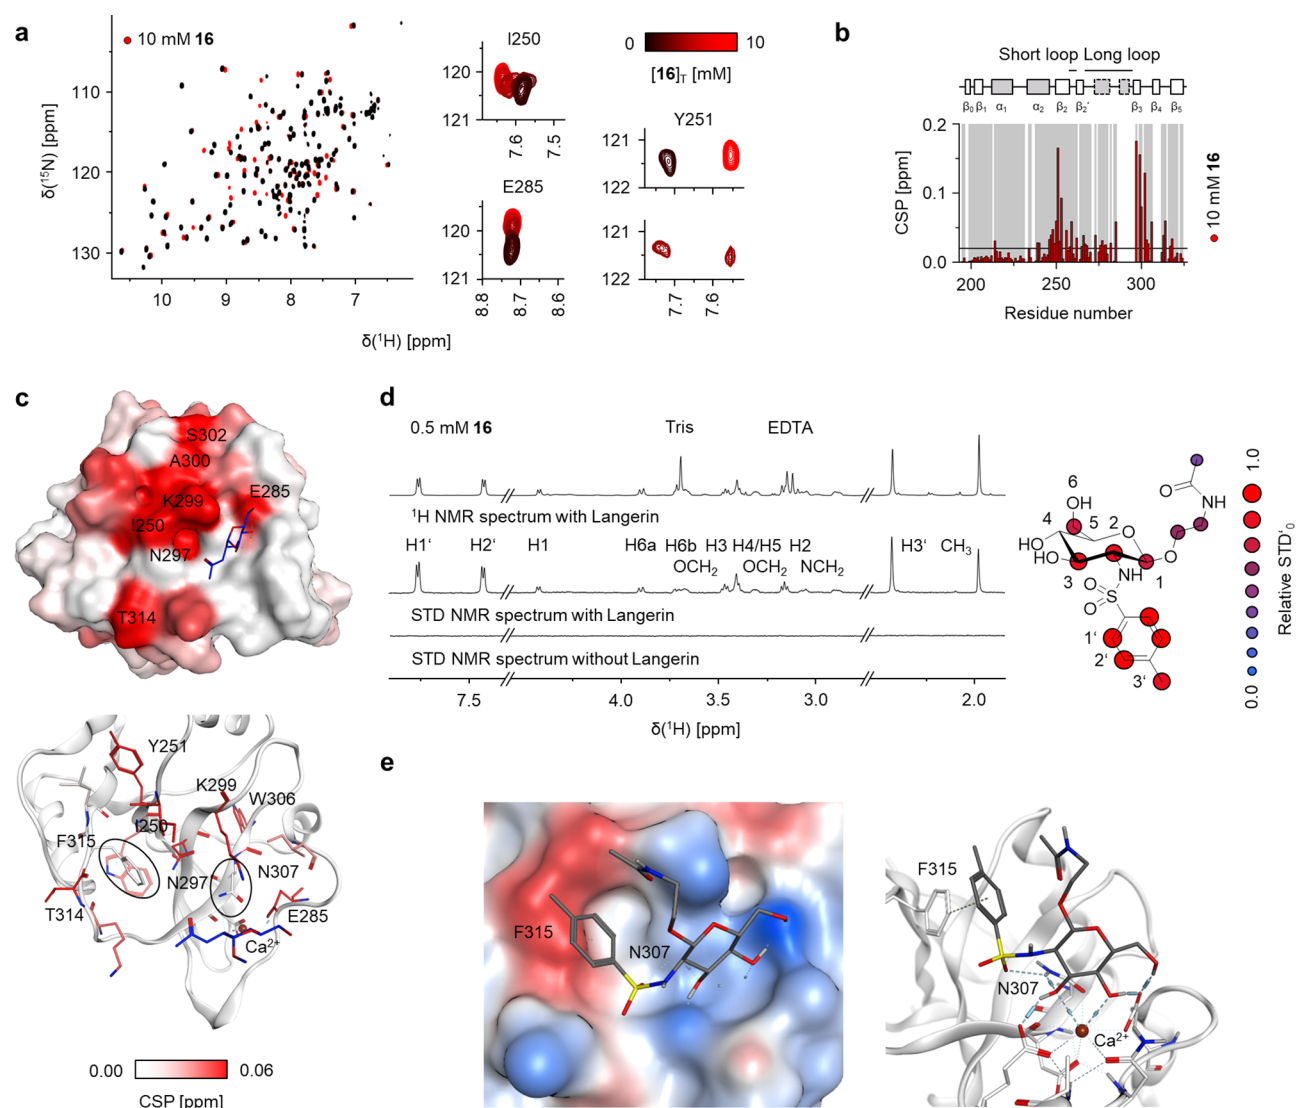 a
10 mM 16
δ(¹⁵N) [ppm]
110
120
130
10
9
8
7
δ(¹H) [ppm]
I250
120
121
7.6
7.5
E285
120
121
8.8
8.7
8.6
0
10
[16]T [mM]
Y251
121
122
121
122
7.7
7.6
b
Short loop
Long loop
β0
β1
α1
α2
β2
β2‘
β3
β4
β5
CSP [ppm]
0.2
0.1
0.0
200
250
300
Residue number
10 mM 16
c
S302
A300
K299
E285
I250
N297
T314
Y251
K299
W306
I250
F315
N297
N307
T314
E285
Ca²⁺
0.00
0.06
CSP [ppm]
d
0.5 mM 16
Tris
EDTA
¹H NMR spectrum with Langerin
H1‘
H2‘
H1
H6a
H6b
H3
H4/H5
H2
H3‘
CH₃
OCH₂
OCH₂
NCH₂
STD NMR spectrum with Langerin
STD NMR spectrum without Langerin
7.5
4.0
3.5
3.0
2.0
δ(¹H) [ppm]
O
NH
6
OH
4
5
2
O
O
HO
HO
3
NH
1
O
S
O
1‘
2‘
3‘
1.0
0.0
Relative STD‘0
e
F315
N307
F315
N307
Ca²⁺